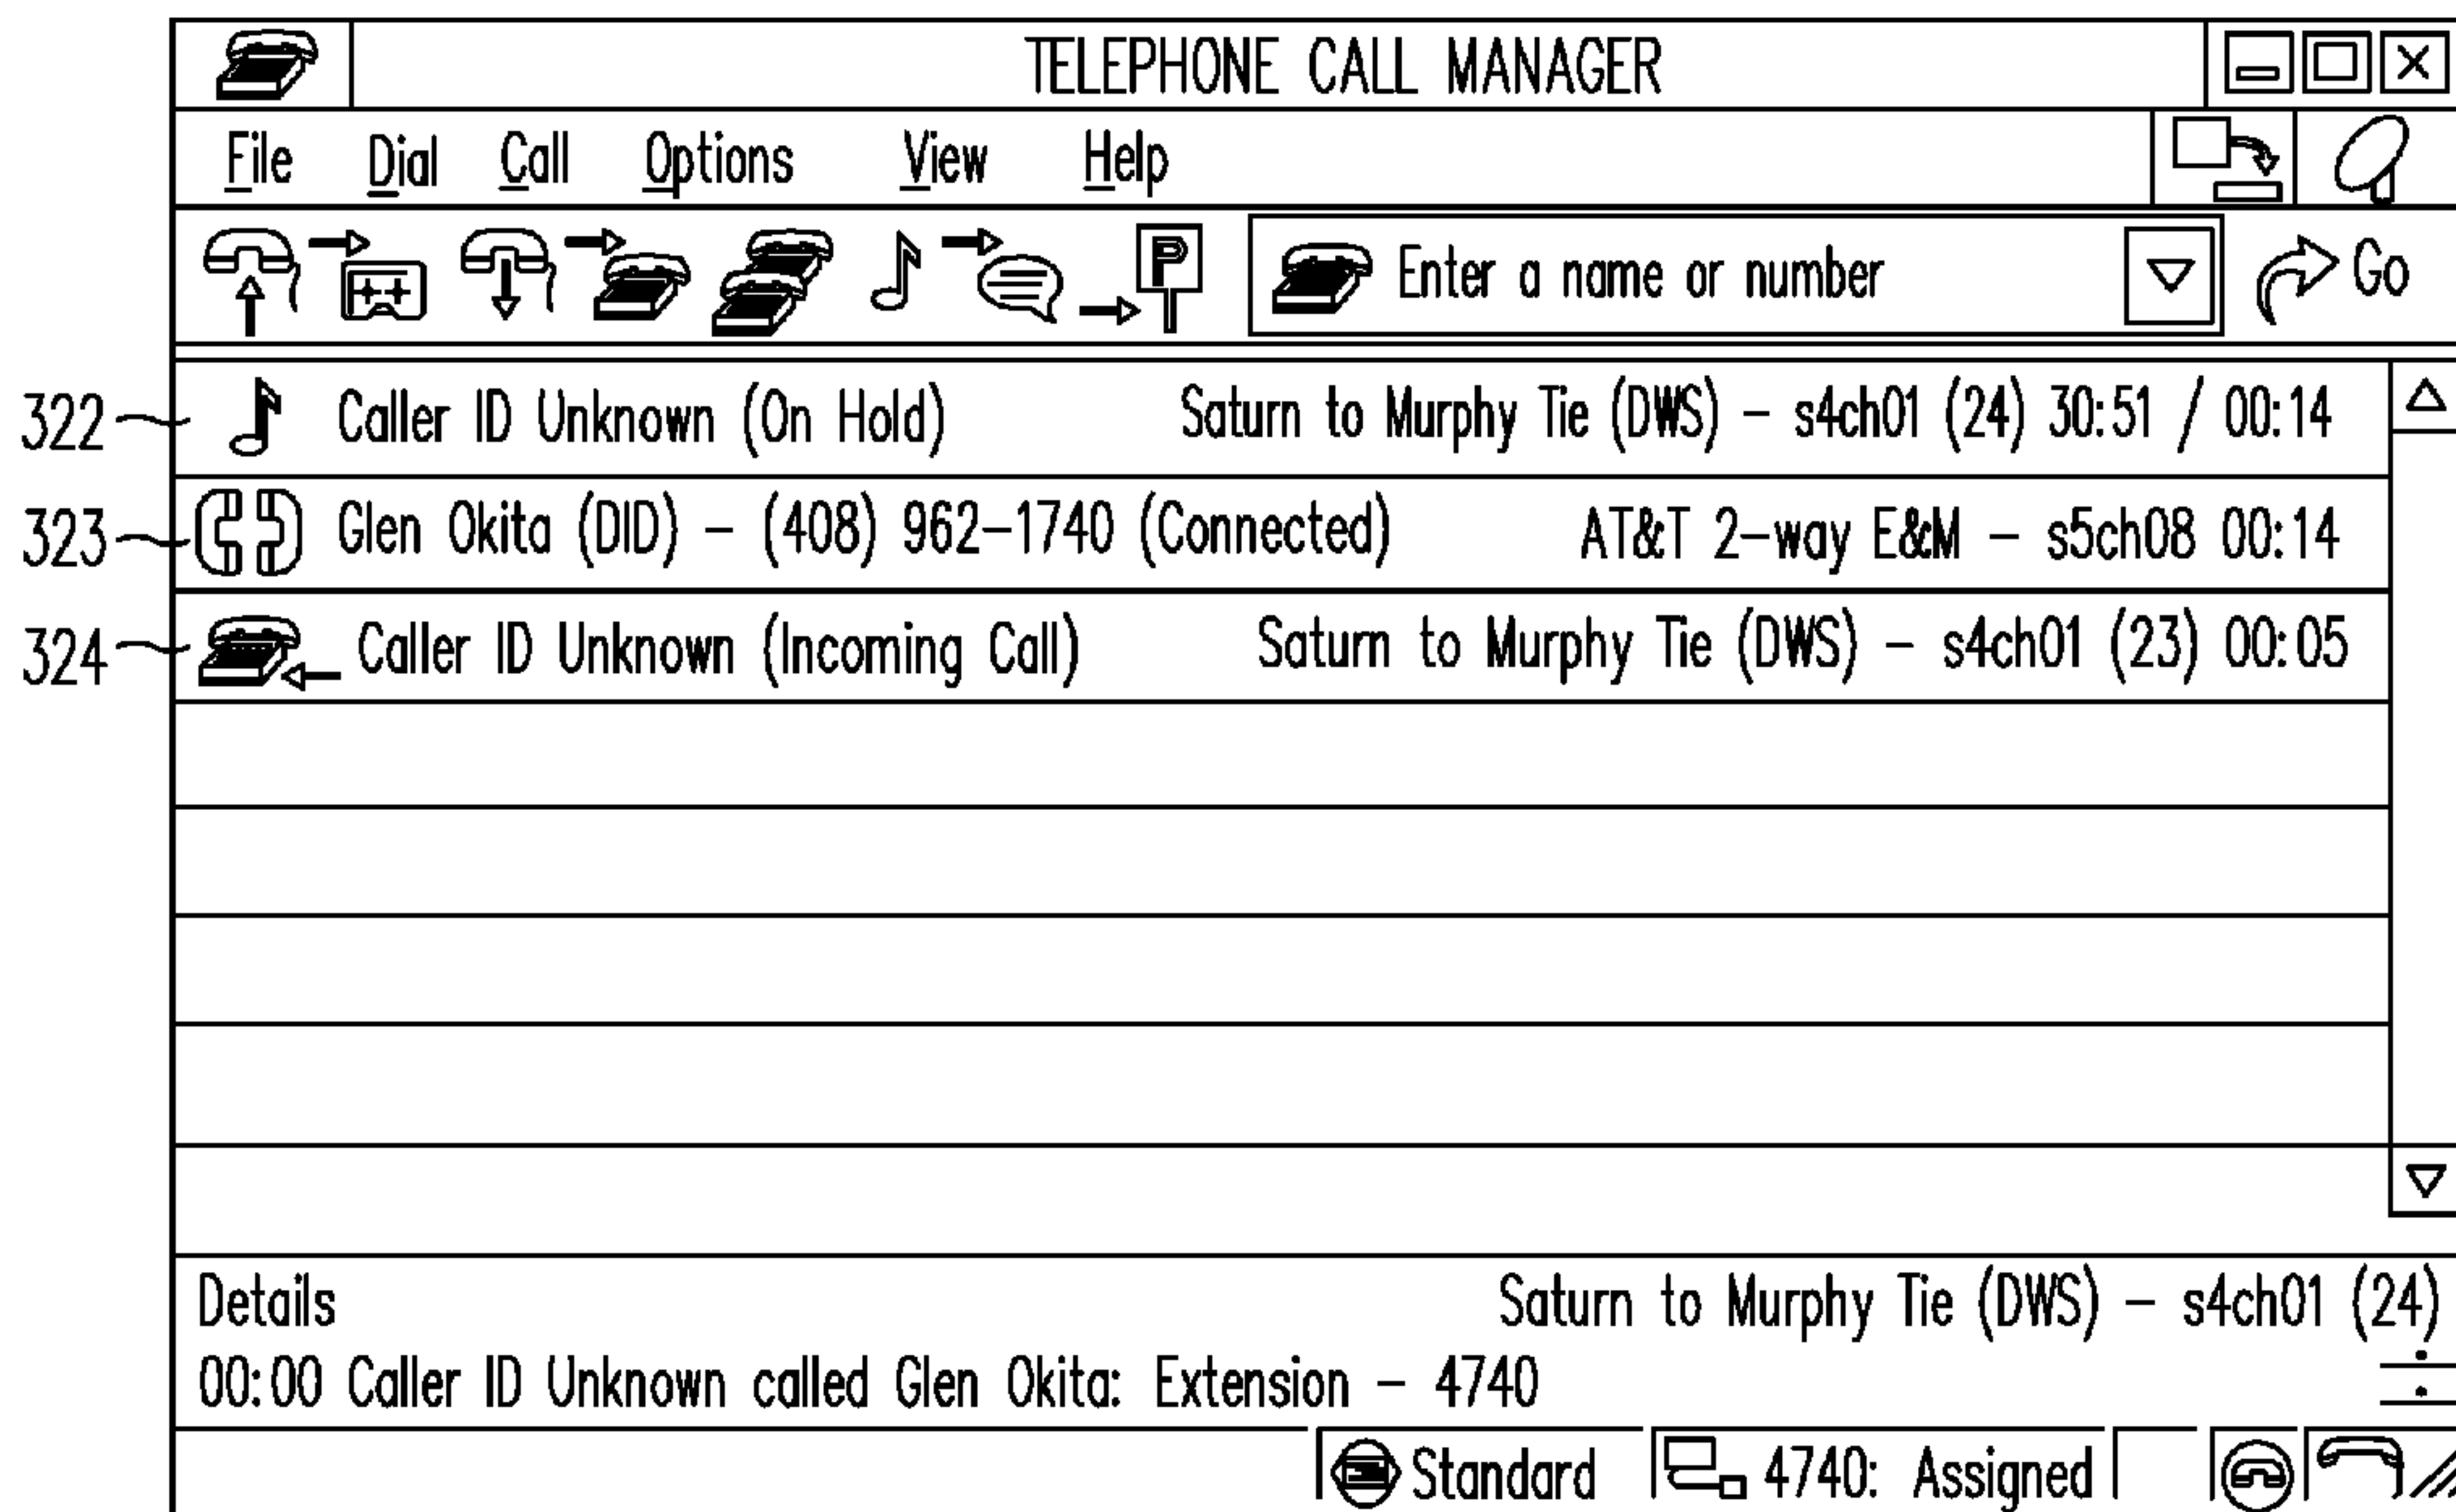 TELEPHONE CALL MANAGER
File Dial Call Options View Help
P Enter a name or number Go
322 Caller ID Unknown (On Hold) Saturn to Murphy Tie (DWS) – s4ch01 (24) 30:51 / 00:14
323 Glen Okita (DID) – (408) 962–1740 (Connected) AT&T 2–way E&M – s5ch08 00:14
324 Caller ID Unknown (Incoming Call) Saturn to Murphy Tie (DWS) – s4ch01 (23) 00:05
Details Saturn to Murphy Tie (DWS) – s4ch01 (24)
00:00 Caller ID Unknown called Glen Okita: Extension – 4740
Standard 4740: Assigned